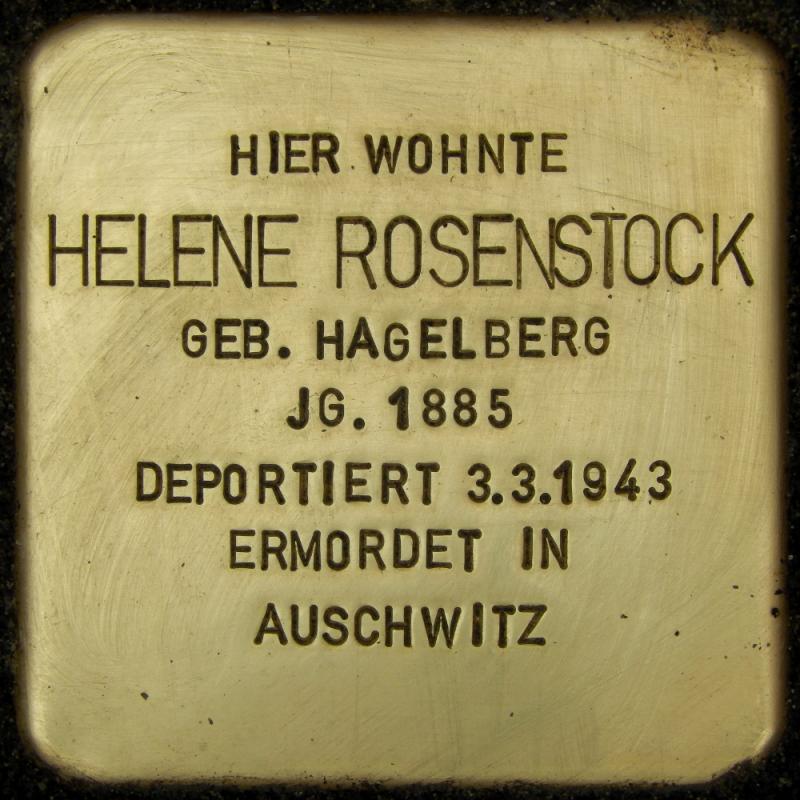 HIER WOHNTE
HELENE ROSENSTOCK
GEB. HAGELBERG
JG. 1885
DEPORTIERT 3.3.1943
ERMORDET IN
AUSCHWITZ